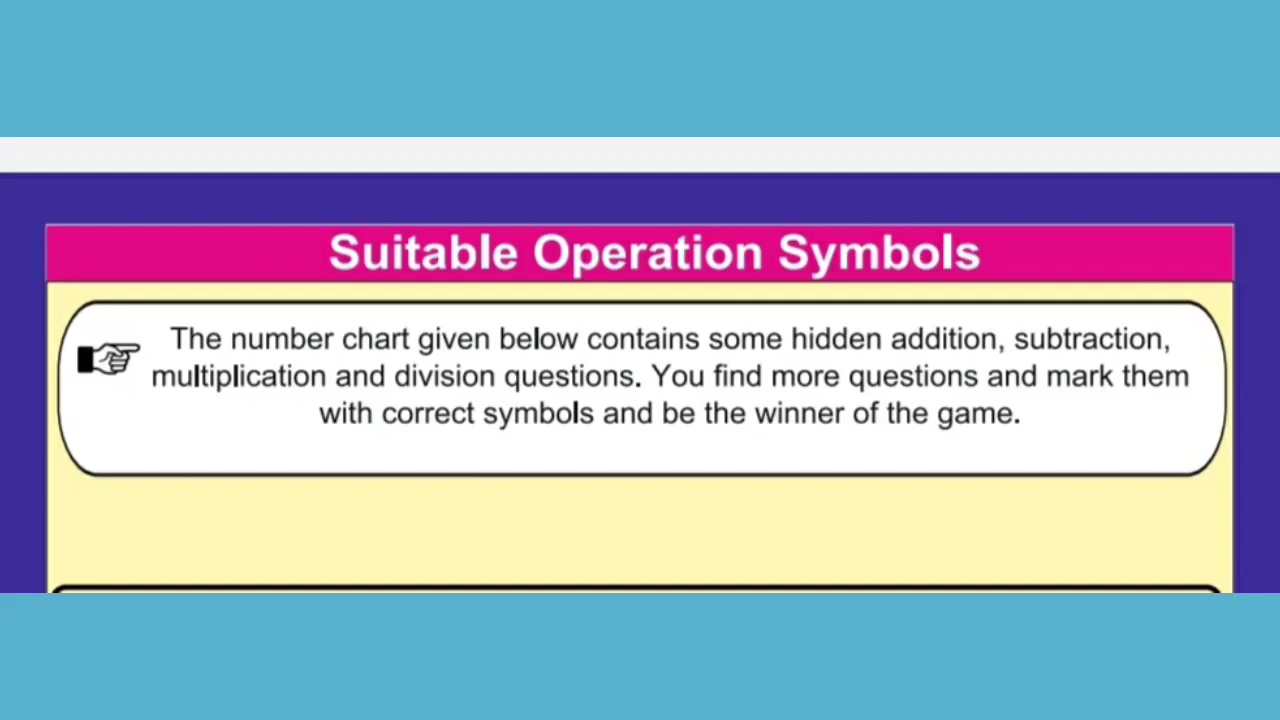 Suitable Operation Symbols
The number chart given below contains some hidden addition, subtraction,
multiplication and division questions. You find more questions and mark them
with correct symbols and be the winner of the game.